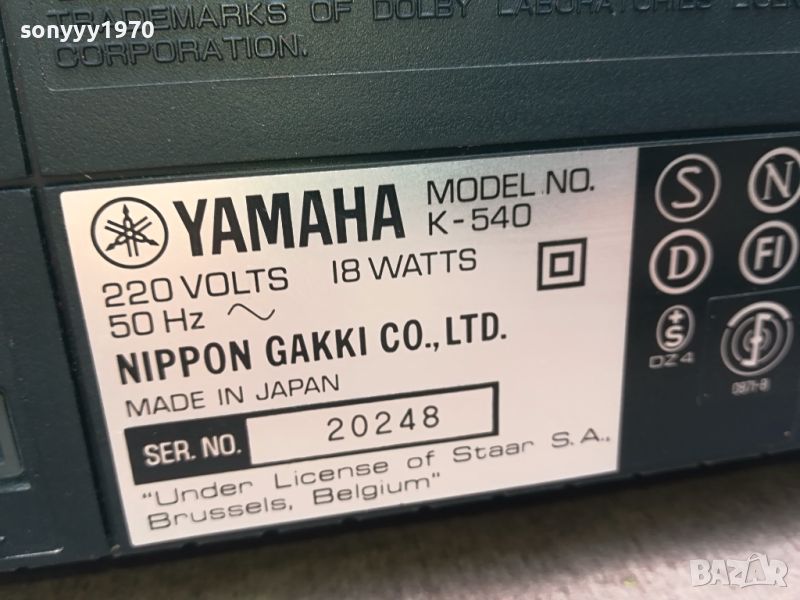 sonyyy1970
TRADEMARKS OF DOLBY LABORATORIES
CORPORATION.
YAMAHA
MODEL NO.
K-540
220 VOLTS 18 WATTS
50 Hz ~
NIPPON GAKKI CO., LTD.
MADE IN JAPAN
SER. NO. 20248
"Under License of Staar S.A.,
Brussels, Belgium"
S N
D FI
+S
DZ4
BAZAR